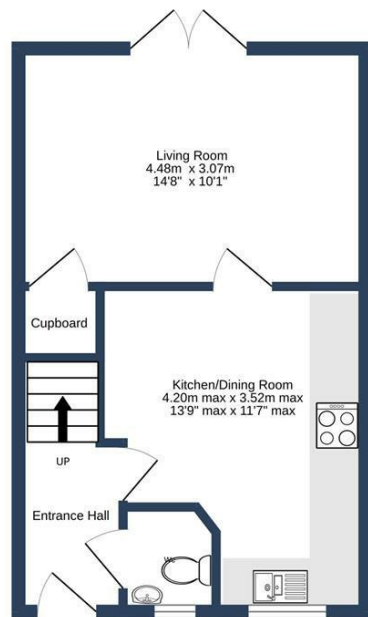 Living Room
4.48m x 3.07m
14'8" x 10'1"
Cupboard
Kitchen/Dining Room
4.20m max x 3.52m max
13'9" max x 11'7" max
UP
Entrance Hall